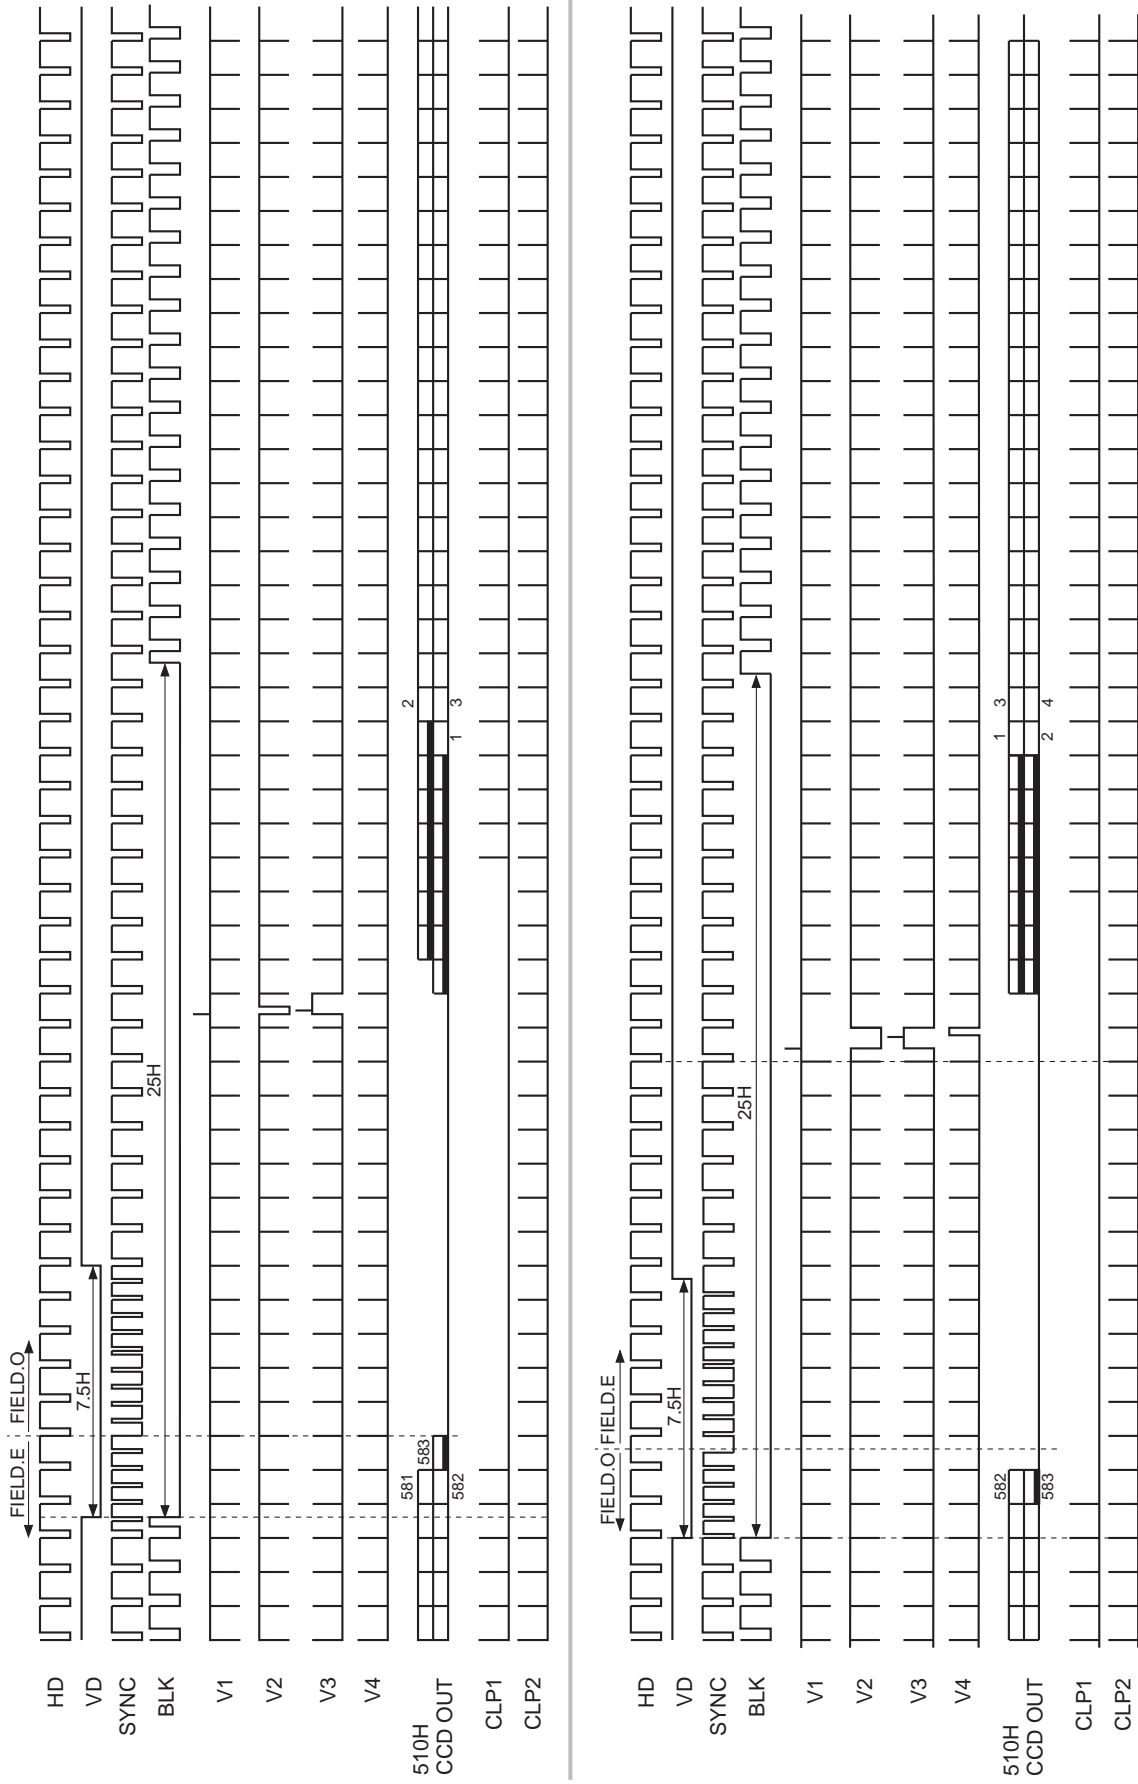 FIELD.E FIELD.O
HD
VD
7.5H
SYNC
BLK
25H
V1
V2
V3
V4
510H
CCD OUT
581
583
582
2
1
3
CLP1
CLP2
FIELD.O FIELD.E
HD
VD
7.5H
SYNC
BLK
25H
V1
V2
V3
V4
510H
CCD OUT
582
583
1
3
2
4
CLP1
CLP2